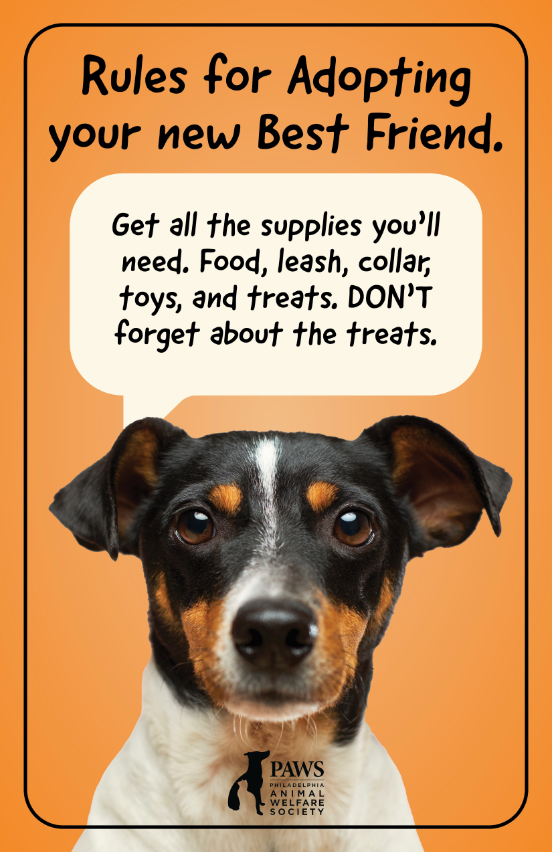 Rules for Adopting
your new Best Friend.
Get all the supplies you'll
need. Food, leash, collar,
toys, and treats. DON'T
forget about the treats.
PAWS
PHILADELPHIA
ANIMAL
WELFARE
SOCIETY